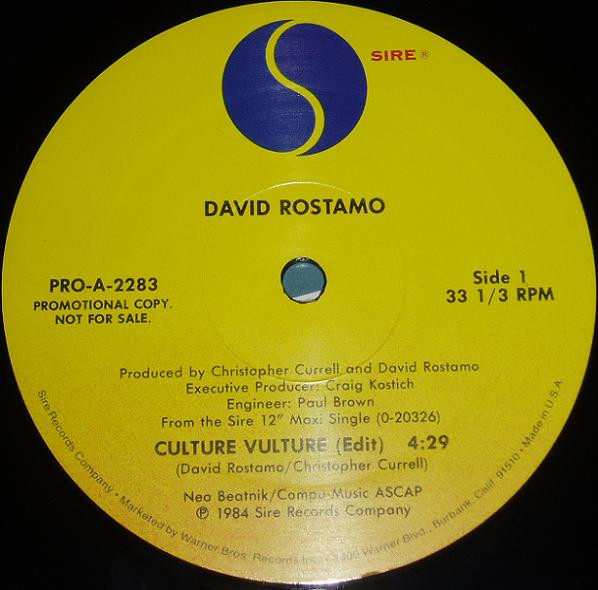 SIRE ®
DAVID ROSTAMO
PRO-A-2283
PROMOTIONAL COPY.
NOT FOR SALE.
Side 1
33 1/3 RPM
Produced by Christopher Currell and David Rostamo
Executive Producer: Craig Kostich
Engineer: Paul Brown
From the Sire 12" Maxi Single (0-20326)
CULTURE VULTURE (Edit) 4:29
(David Rostamo/Christopher Currell)
Neo Beatnik/Compu-Music ASCAP
℗ 1984 Sire Records Company
Sire Records Company • Marketed by Warner Bros. Records Inc. • 3400 Warner Blvd., Burbank, Calif. 91510 • Made in U.S.A